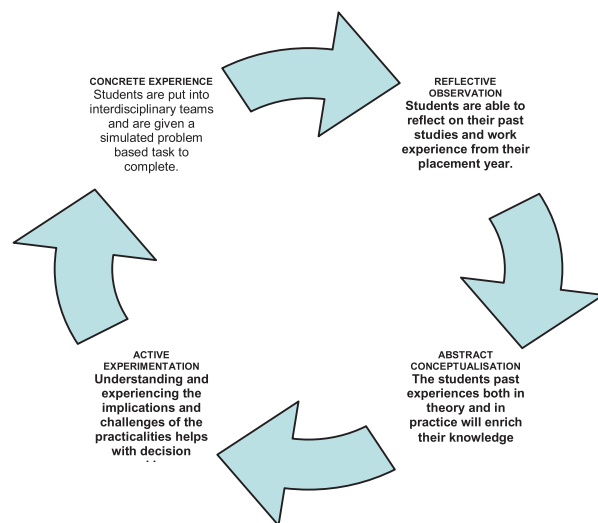 CONCRETE EXPERIENCE
Students are put into
interdisciplinary teams
and are given a
simulated problem
based task to
complete.
REFLECTIVE
OBSERVATION
Students are able to
reflect on their past
studies and work
experience from their
placement year.
ABSTRACT
CONCEPTUALISATION
The students past
experiences both in
theory and in
practice will enrich
their knowledge
ACTIVE
EXPERIMENTATION
Understanding and
experiencing the
implications and
challenges of the
practicalities helps
with decision